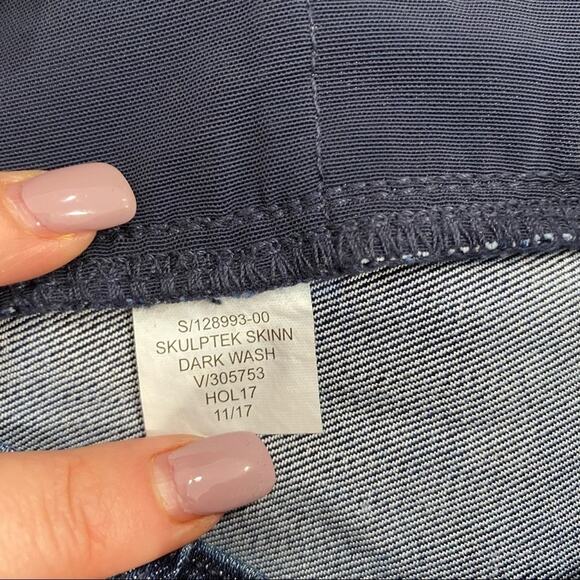 S/128993-00
SKULPTEK SKINN
DARK WASH
V/305753
HOL17
11/17